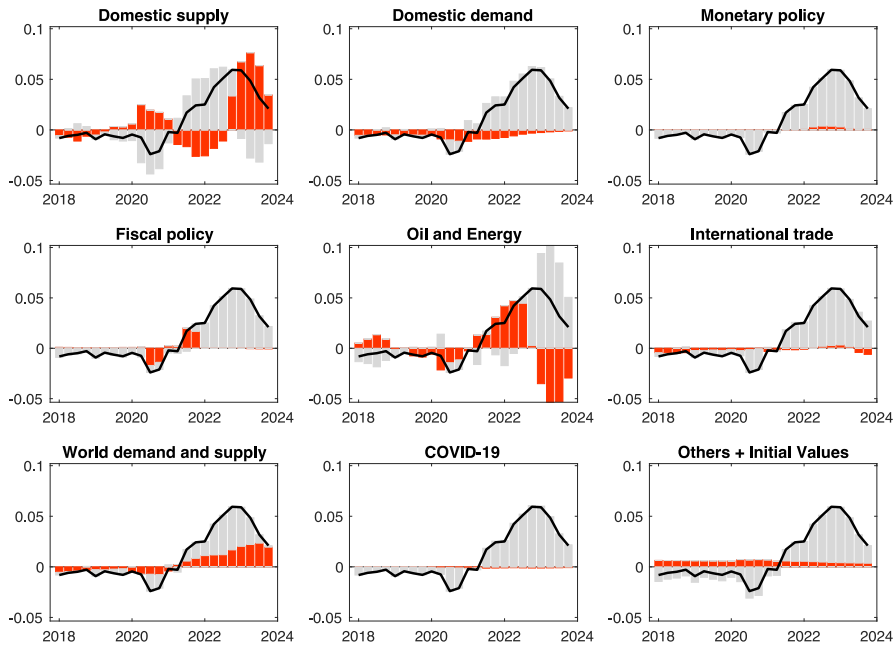 Domestic supply
0.05
0
-0.05
2018 2020 2022 2024
Domestic demand
0.1
0.05
0
-0.05
2018 2020 2022 2024
Monetary policy
0.1
0.05
0
-0.05
2018 2020 2022 2024
Fiscal policy
0.1
0.05
0
-0.05
2018 2020 2022 2024
Oil and Energy
0.1
0.05
0
-0.05
2018 2020 2022 2024
International trade
0.1
0.05
0
-0.05
2018 2020 2022 2024
World demand and supply
0.1
0.05
0
-0.05
2018 2020 2022 2024
COVID-19
0.1
0.05
0
-0.05
2018 2020 2022 2024
Others + Initial Values
0.1
0.05
0
-0.05
2018 2020 2022 2024